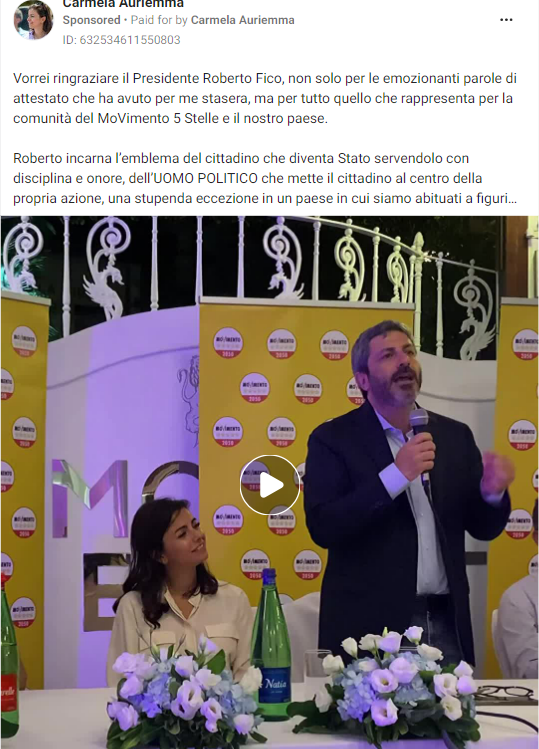 Carmela Auriemma
Sponsored • Paid for by Carmela Auriemma
ID: 632534611550803
Vorrei ringraziare il Presidente Roberto Fico, non solo per le emozionanti parole di
attestato che ha avuto per me stasera, ma per tutto quello che rappresenta per la
comunità del MoVimento 5 Stelle e il nostro paese.
Roberto incarna l’emblema del cittadino che diventa Stato servendolo con
disciplina e onore, dell’UOMO POLITICO che mette il cittadino al centro della
propria azione, una stupenda eccezione in un paese in cui siamo abituati a figuri…
MOVIMENTO
2050
MO
E
Natia